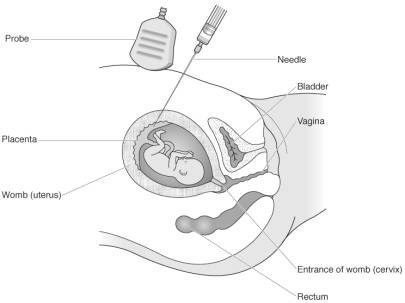 Probe
Needle
Bladder
Vagina
Placenta
Womb (uterus)
Entrance of womb (cervix)
Rectum